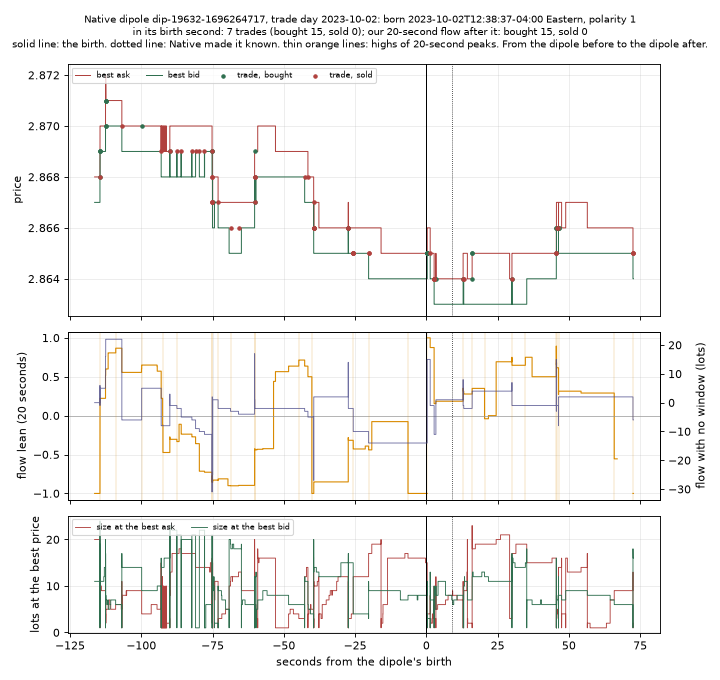 Native dipole dip-19632-1696264717, trade day 2023-10-02: born 2023-10-02T12:38:37-04:00 Eastern, polarity 1
in its birth second: 7 trades (bought 15, sold 0); our 20-second flow after it: bought 15, sold 0
solid line: the birth. dotted line: Native made it known. thin orange lines: highs of 20-second peaks. From the dipole before to the dipole after.
best ask best bid trade, bought trade, sold
2.872
2.870
2.868
2.866
2.864
price
1.0
0.5
0.0
−0.5
−1.0
flow lean (20 seconds)
20
10
0
−10
−20
−30
flow with no window (lots)
size at the best ask size at the best bid
20
10
0
lots at the best price
−125 −100 −75 −50 −25 0 25 50 75
seconds from the dipole's birth